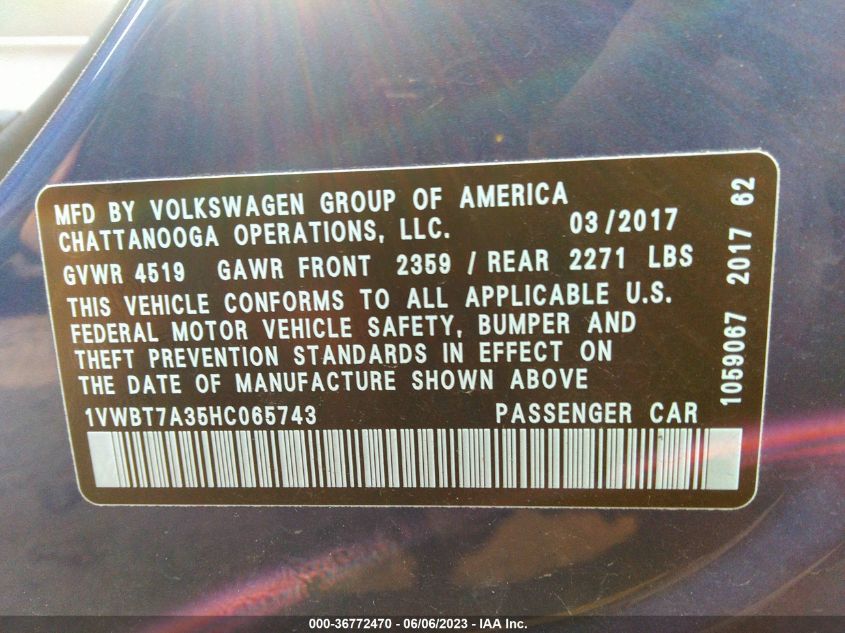 MFD BY VOLKSWAGEN GROUP OF AMERICA
CHATTANOOGA OPERATIONS, LLC. 03/2017
GVWR 4519 GAWR FRONT 2359 / REAR 2271 LBS
THIS VEHICLE CONFORMS TO ALL APPLICABLE U.S.
FEDERAL MOTOR VEHICLE SAFETY, BUMPER AND
THEFT PREVENTION STANDARDS IN EFFECT ON
THE DATE OF MANUFACTURE SHOWN ABOVE
1VWBT7A35HC065743 PASSENGER CAR
1059067 2017 62
000-36772470 - 06/06/2023 - IAA Inc.